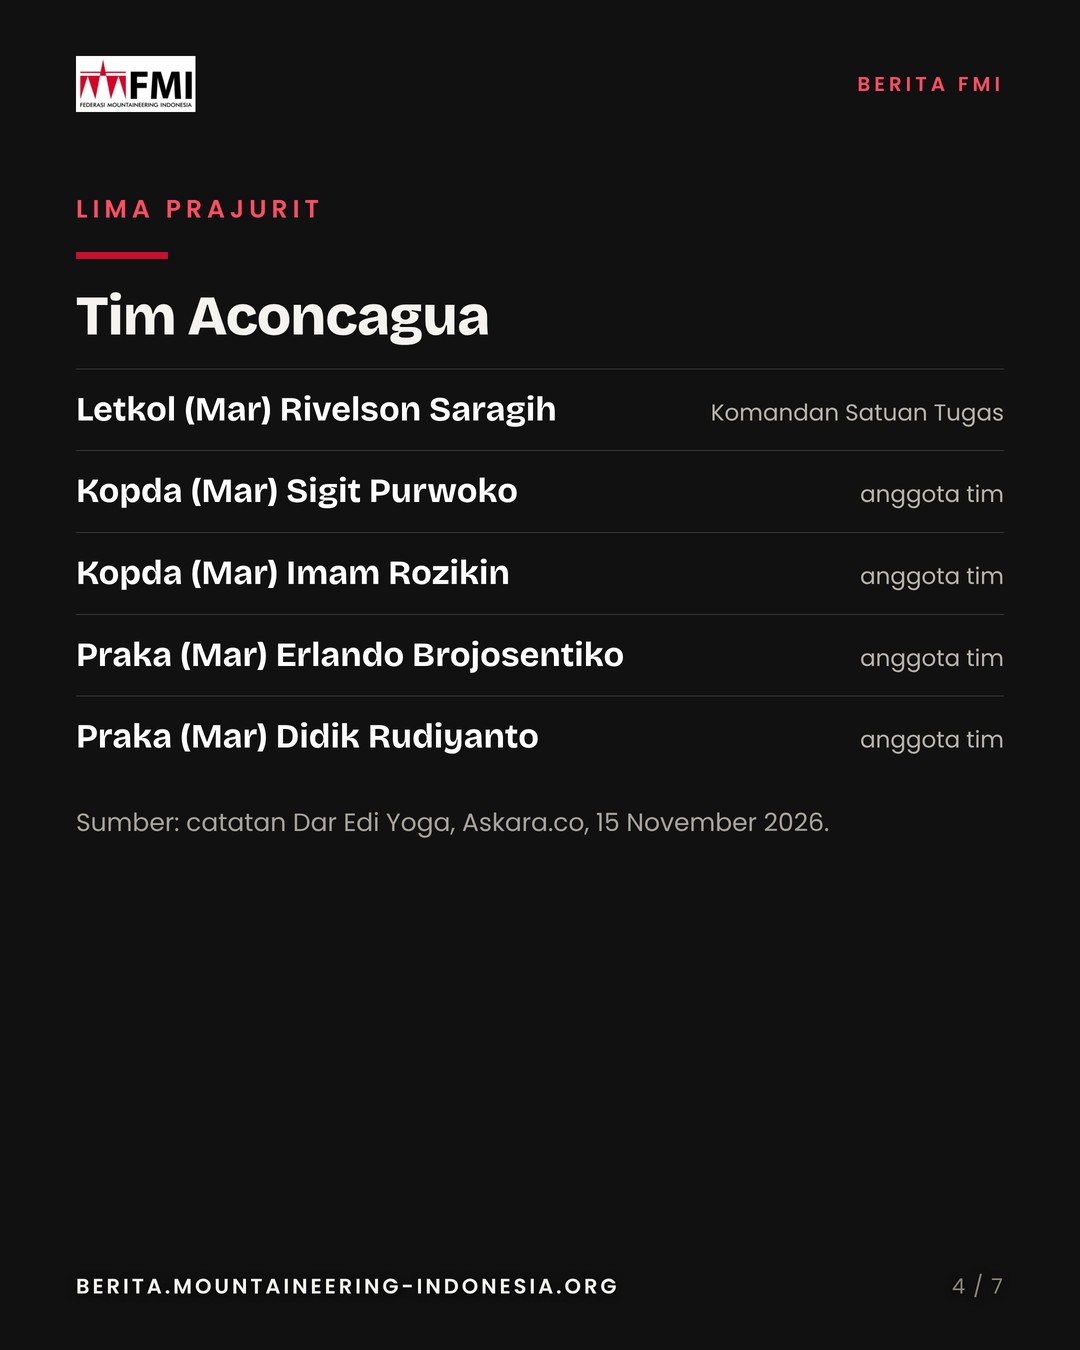 FMI
FEDERASI MOUNTAINEERING INDONESIA
BERITA FMI
LIMA PRAJURIT
Tim Aconcagua
Letkol (Mar) Rivelson Saragih Komandan Satuan Tugas
Kopda (Mar) Sigit Purwoko anggota tim
Kopda (Mar) Imam Rozikin anggota tim
Praka (Mar) Erlando Brojosentiko anggota tim
Praka (Mar) Didik Rudiyanto anggota tim
Sumber: catatan Dar Edi Yoga, Askara.co, 15 November 2026.
BERITA.MOUNTAINEERING-INDONESIA.ORG 4 / 7